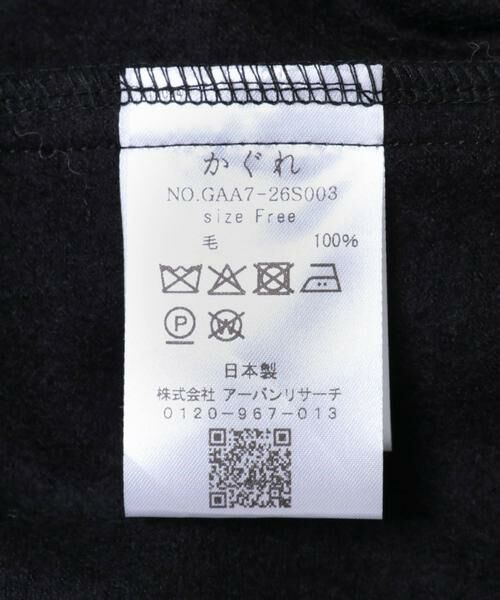 かぐれ
NO.GAA7-26S003
size Free
毛 100%
P
W
日本製
株式会社 アーバンリサーチ
0120-967-013